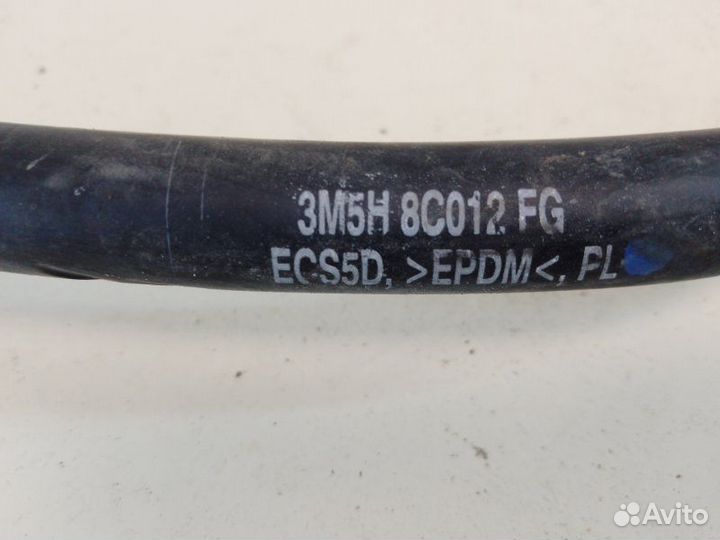 3M5H 8C012 FG
ECS5D, >EPDM<, PL
Avito